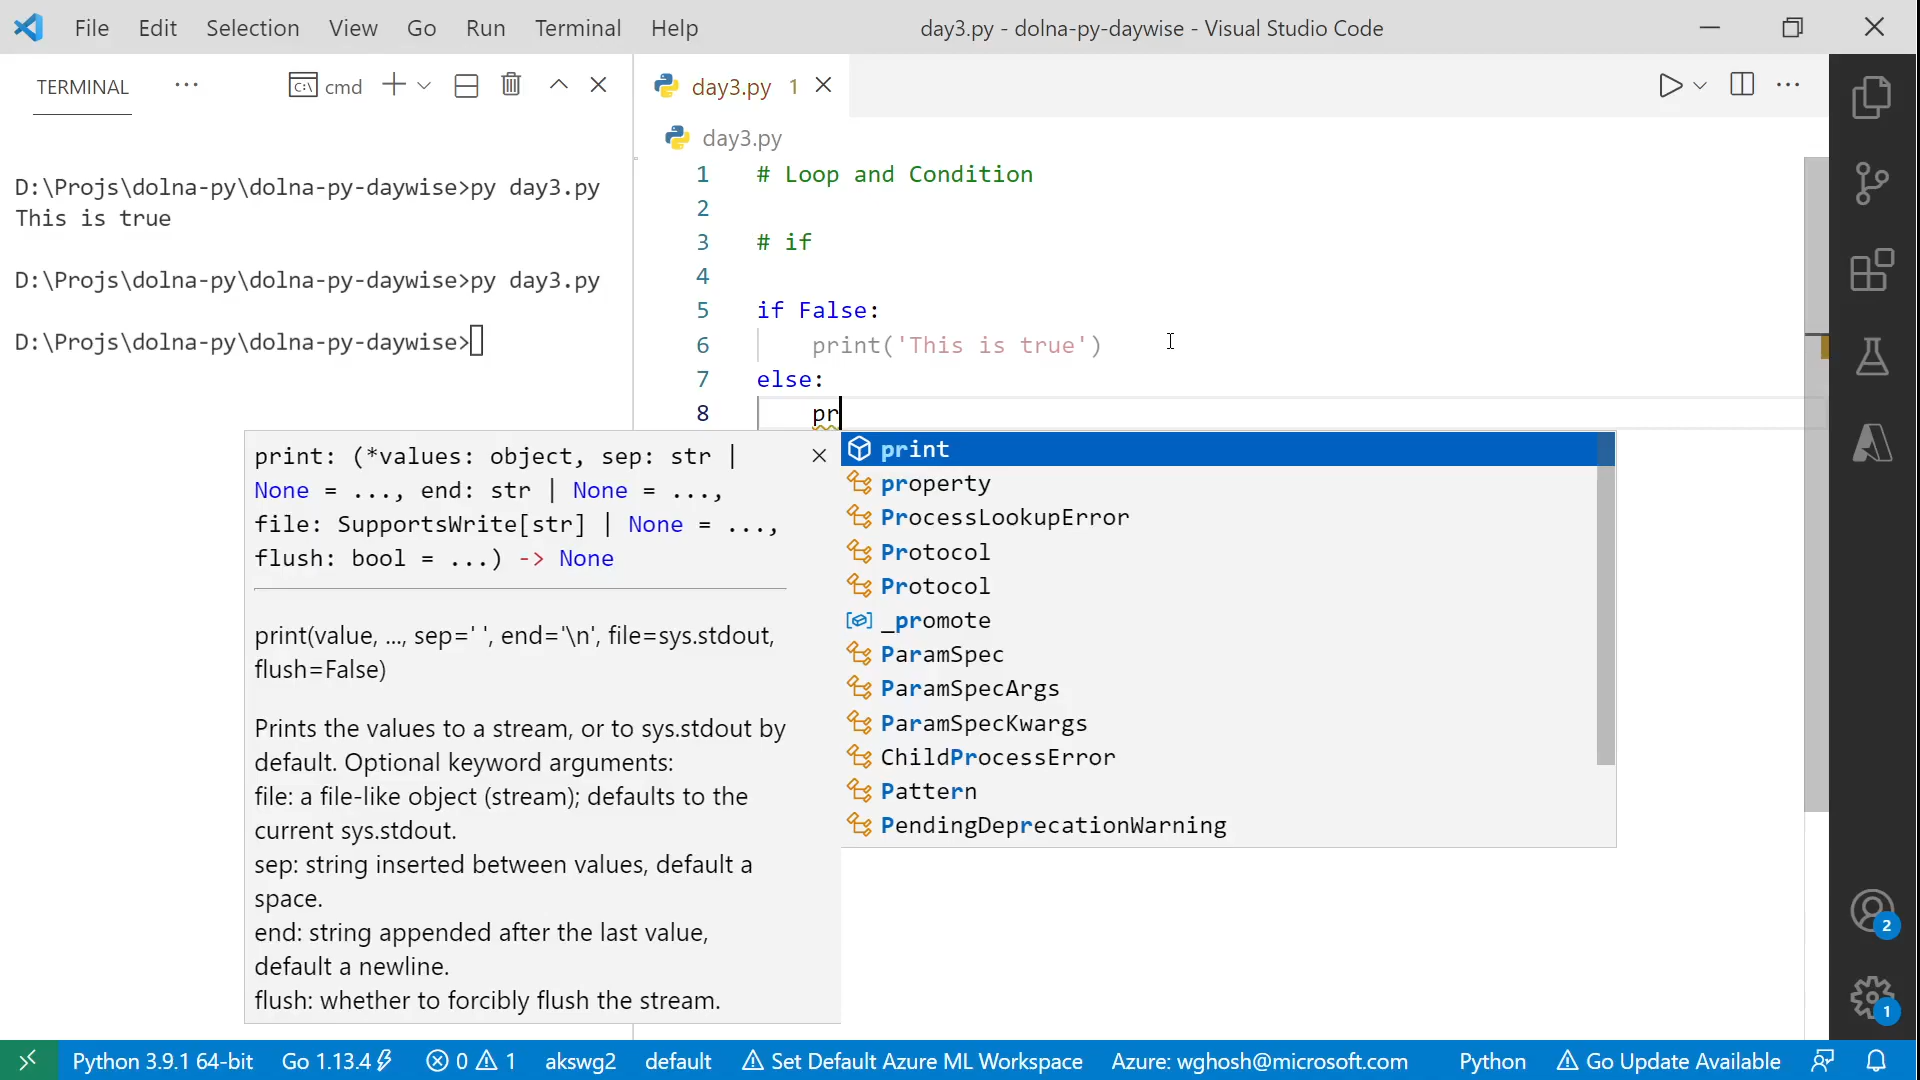 File Edit Selection View Go Run Terminal Help
day3.py - dolna-py-daywise - Visual Studio Code
TERMINAL
cmd
day3.py 1
day3.py
D:\Projs\dolna-py\dolna-py-daywise>py day3.py
This is true
D:\Projs\dolna-py\dolna-py-daywise>py day3.py
D:\Projs\dolna-py\dolna-py-daywise>
1 # Loop and Condition
2
3 # if
4
5 if False:
6 print('This is true')
7 else:
8 pr
print: (*values: object, sep: str |
None = ..., end: str | None = ...,
file: SupportsWrite[str] | None = ...,
flush: bool = ...) -> None
print(value, ..., sep=' ', end='\n', file=sys.stdout,
flush=False)
Prints the values to a stream, or to sys.stdout by
default. Optional keyword arguments:
file: a file-like object (stream); defaults to the
current sys.stdout.
sep: string inserted between values, default a
space.
end: string appended after the last value,
default a newline.
flush: whether to forcibly flush the stream.
print
property
ProcessLookupError
Protocol
Protocol
_promote
ParamSpec
ParamSpecArgs
ParamSpecKwargs
ChildProcessError
Pattern
PendingDeprecationWarning
2
1
Python 3.9.1 64-bit Go 1.13.4 0 1 akswg2 default Set Default Azure ML Workspace Azure: wghosh@microsoft.com Python Go Update Available